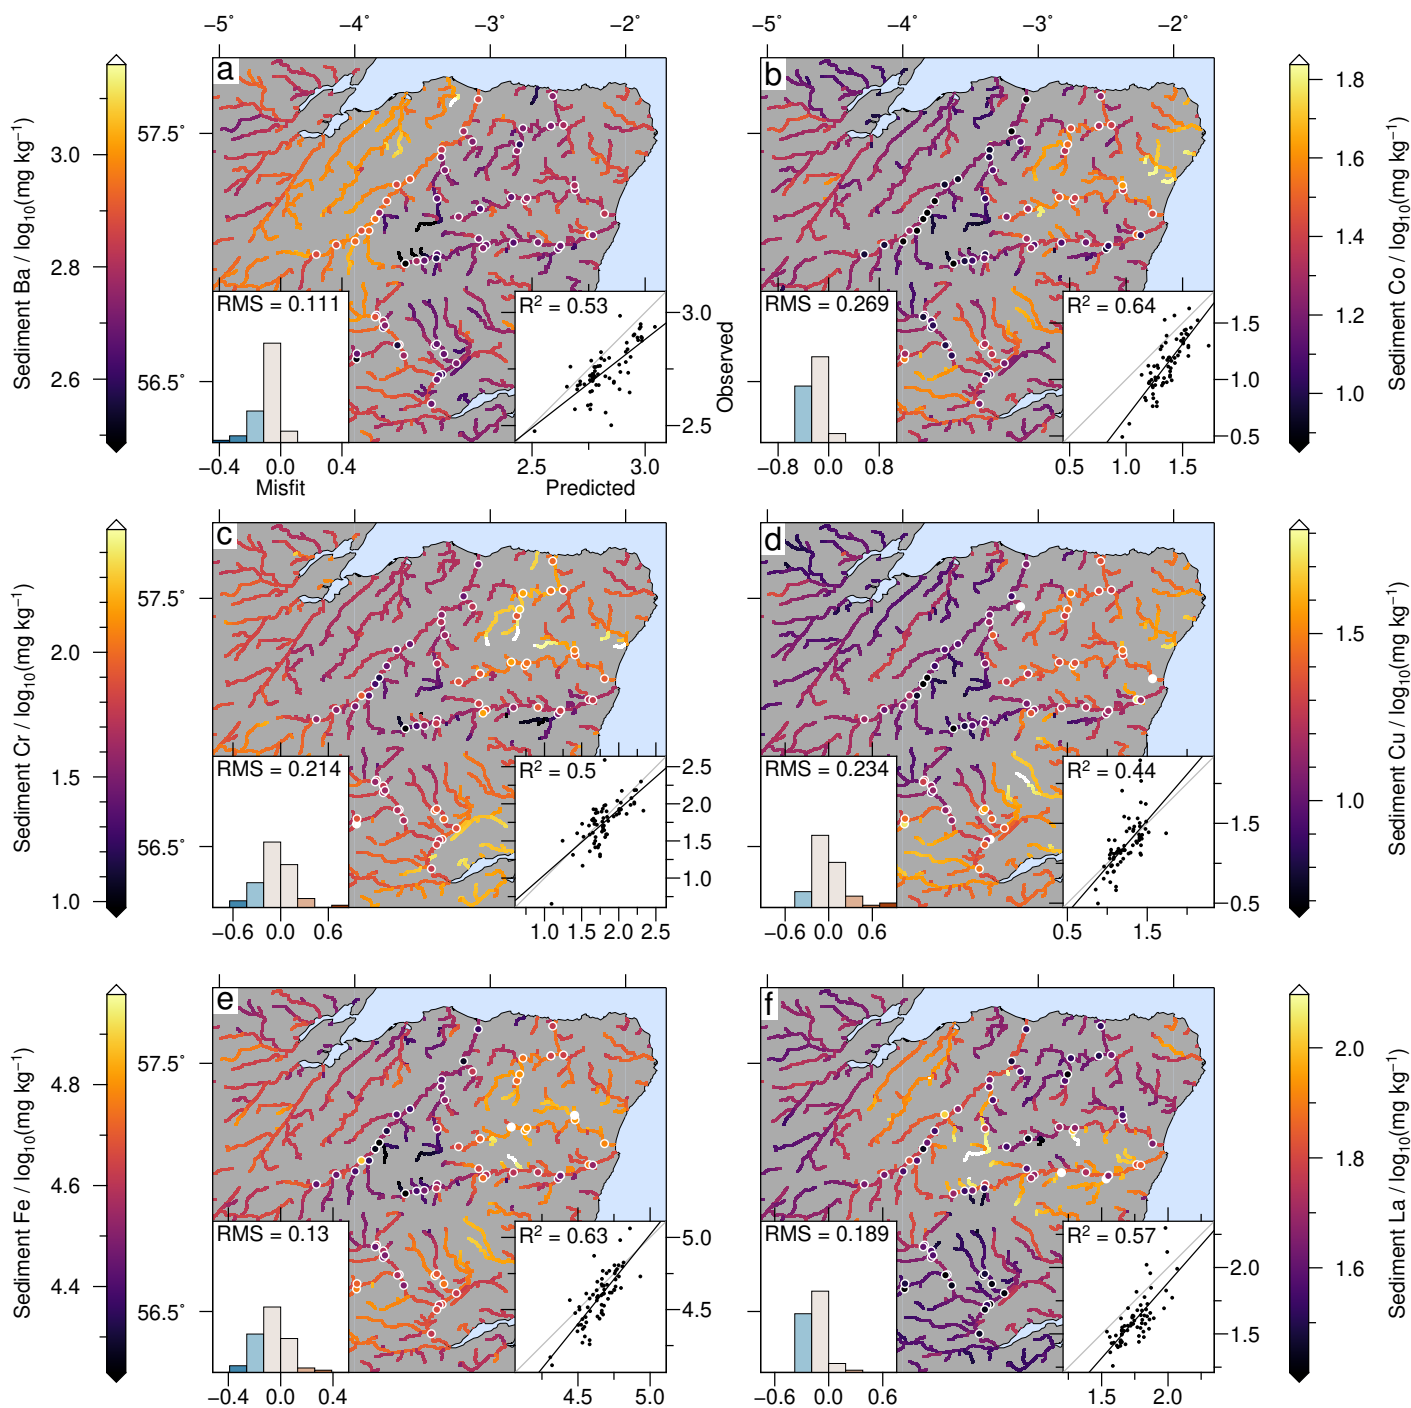 −5° −4° −3° −2° −5° −4° −3° −2°
a
b
Sediment Ba / log10(mg kg−1)
3.0
2.8
2.6
57.5°
56.5°
RMS = 0.111
R2 = 0.53
−0.4 0.0 0.4
Misfit
2.5 3.0
Predicted
3.0
2.5
Observed
RMS = 0.269
R2 = 0.64
−0.8 0.0 0.8
0.5 1.0 1.5
1.5
1.0
0.5
1.8
1.6
1.4
1.2
1.0
Sediment Co / log10(mg kg−1)
c
d
Sediment Cr / log10(mg kg−1)
2.0
1.5
1.0
57.5°
56.5°
RMS = 0.214
R2 = 0.5
−0.6 0.0 0.6
1.0 1.5 2.0 2.5
2.5
2.0
1.5
1.0
RMS = 0.234
R2 = 0.44
−0.6 0.0 0.6
0.5 1.5
1.5
0.5
1.5
1.0
Sediment Cu / log10(mg kg−1)
e
f
Sediment Fe / log10(mg kg−1)
4.8
4.6
4.4
57.5°
56.5°
RMS = 0.13
R2 = 0.63
−0.4 0.0 0.4
4.5 5.0
5.0
4.5
RMS = 0.189
R2 = 0.57
−0.6 0.0 0.6
1.5 2.0
2.0
1.5
2.0
1.8
1.6
Sediment La / log10(mg kg−1)